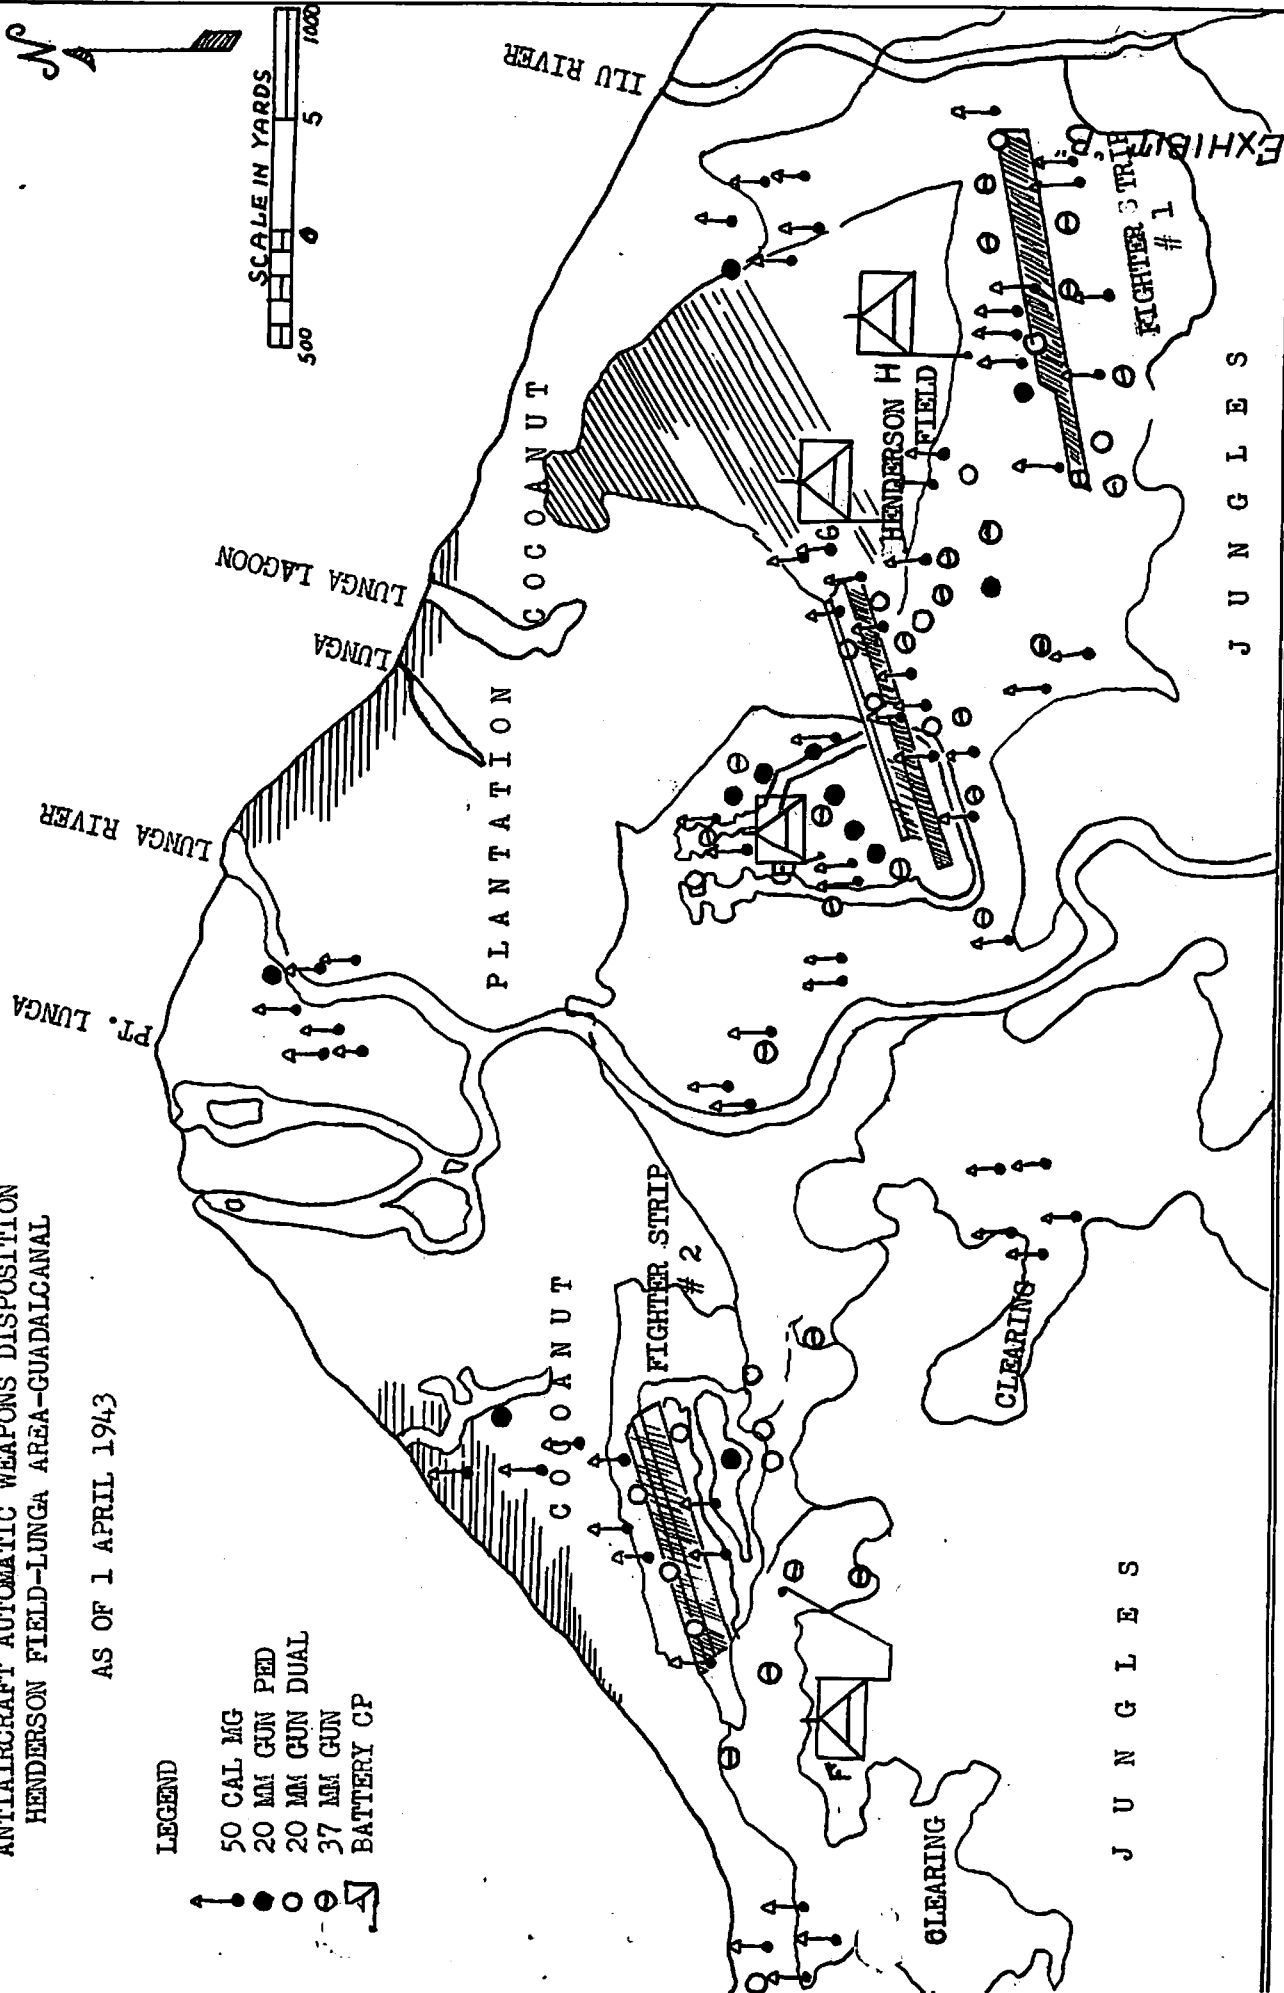 ANTIAIRCRAFT AUTOMATIC WEAPONS DISPOSITION
HENDERSON FIELD-LUNGA AREA-GUADALCANAL
AS OF 1 APRIL 1943
LEGEND
50 CAL MG
20 MM GUN PED
20 MM GUN DUAL
37 MM GUN
BATTERY CP
N
SCALE IN YARDS
500 0 5 1000
PT. LUNGA
LUNGA RIVER
LUNGA
LUNGA LAGOON
ILU RIVER
COCOANUT
PLANTATION
COCOANUT
FIGHTER STRIP
# 2
HENDERSON
FIELD
H
G
E
F
FIGHTER STRIP
# 1
CLEARING
CLEARING
JUNGLES
JUNGLES
EXHIBIT "B"